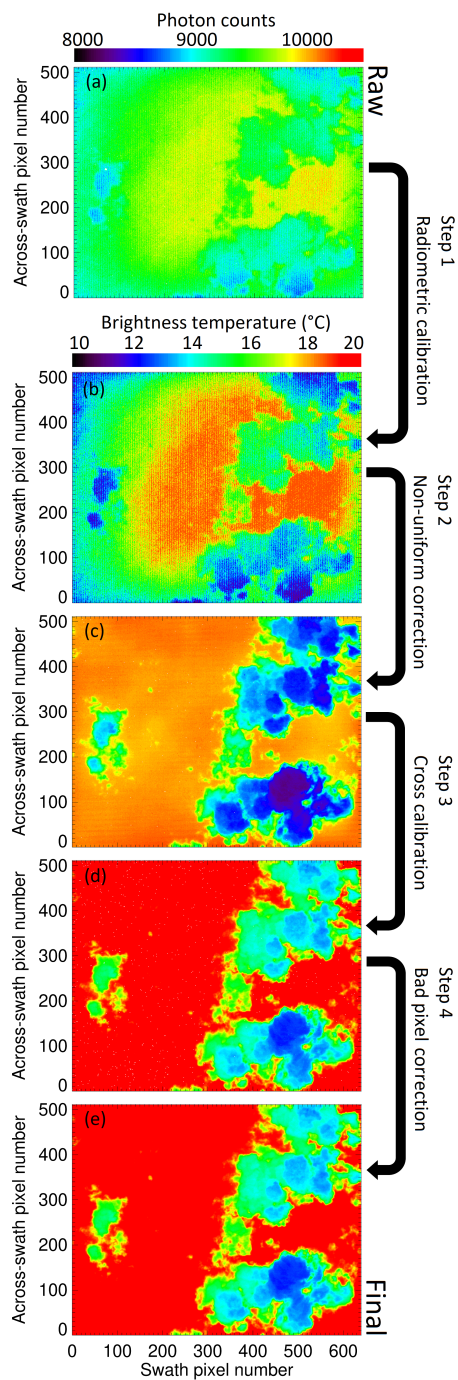 Photon counts
8000 9000 10000
(a)
Raw
Across-swath pixel number
500
400
300
200
100
0
Step 1
Radiometric calibration
Brightness temperature (°C)
10 12 14 16 18 20
(b)
Across-swath pixel number
500
400
300
200
100
0
Step 2
Non-uniform correction
(c)
Across-swath pixel number
500
400
300
200
100
0
Step 3
Cross calibration
(d)
Across-swath pixel number
500
400
300
200
100
0
Step 4
Bad pixel correction
(e)
Final
Across-swath pixel number
500
400
300
200
100
0
0 100 200 300 400 500 600
Swath pixel number